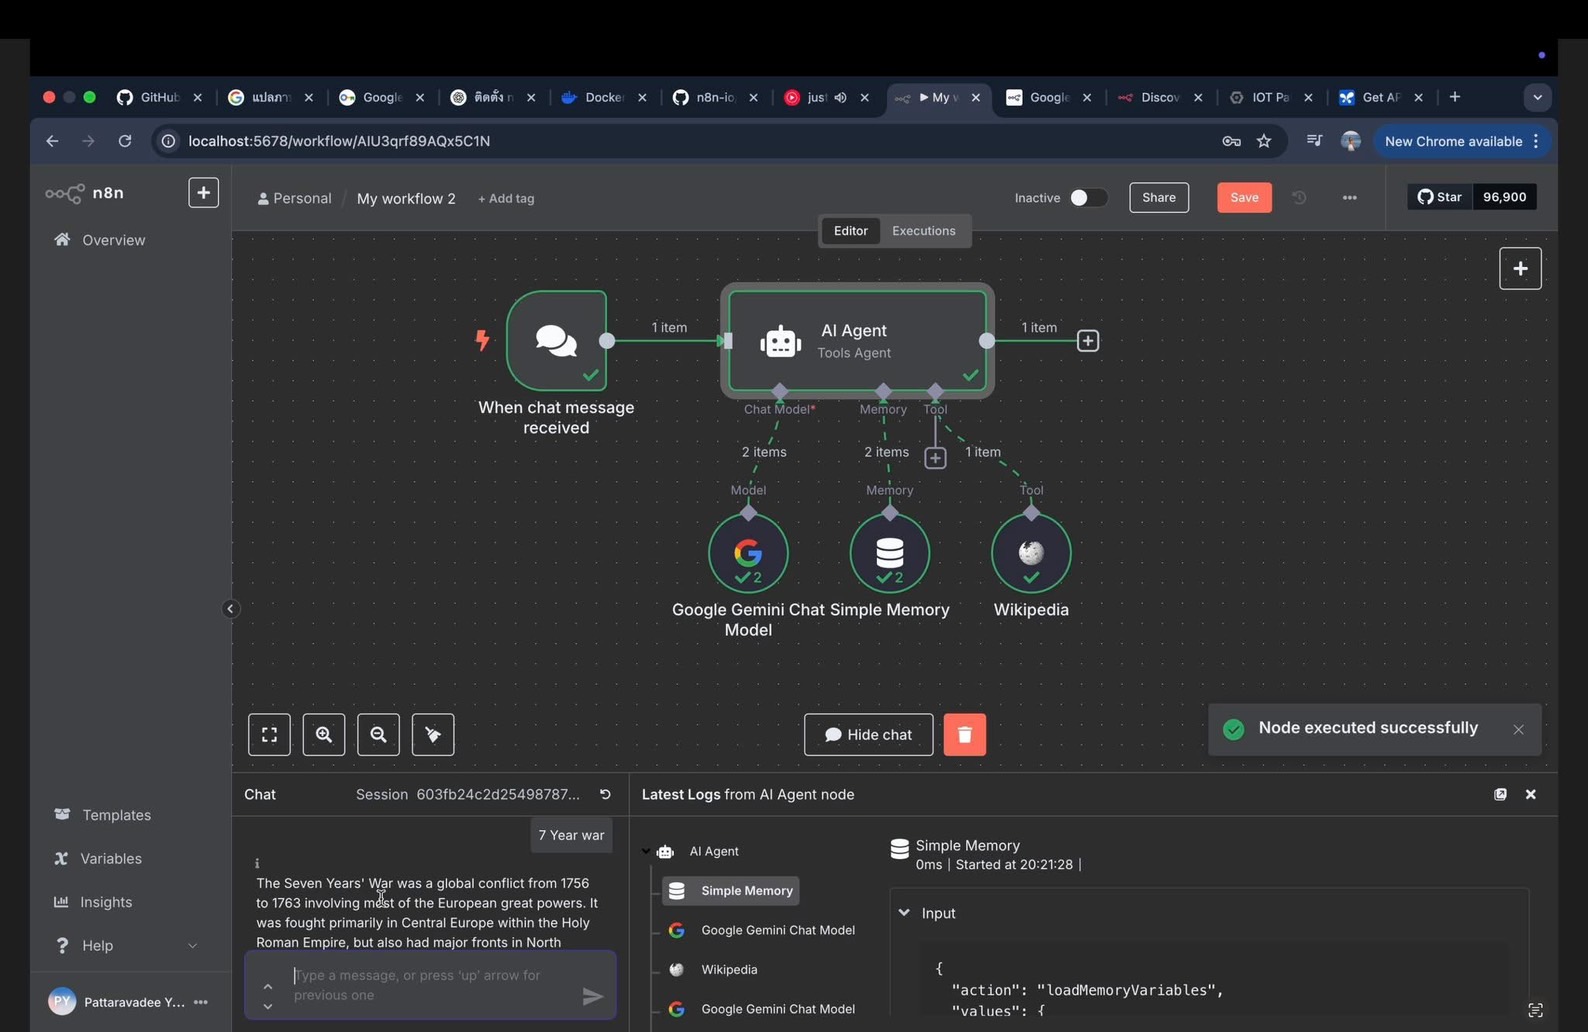 GitHub
แปลภา
Google
ติดตั้ง n
Docker
n8n-io
jus
My v
Google
Discov
IOT Pa
Get AP
localhost:5678/workflow/AIU3qrf89AQx5C1N
New Chrome available
n8n
Personal / My workflow 2 + Add tag
Inactive
Share
Save
Star 96,900
Editor Executions
Overview
1 item
AI Agent
Tools Agent
1 item
When chat message
received
Chat Model*
Memory
Tool
2 items
2 items
1 item
Model
Memory
Tool
2
2
Google Gemini Chat
Model
Simple Memory
Wikipedia
Hide chat
Node executed successfully
Templates
Variables
Insights
Help
PY Pattaravadee Y...
Chat
Session 603fb24c2d25498787...
7 Year war
The Seven Years' War was a global conflict from 1756
to 1763 involving most of the European great powers. It
was fought primarily in Central Europe within the Holy
Roman Empire, but also had major fronts in North
Type a message, or press 'up' arrow for
previous one
Latest Logs from AI Agent node
AI Agent
Simple Memory
Google Gemini Chat Model
Wikipedia
Google Gemini Chat Model
Simple Memory
0ms | Started at 20:21:28 |
Input
{
"action": "loadMemoryVariables",
"values": {